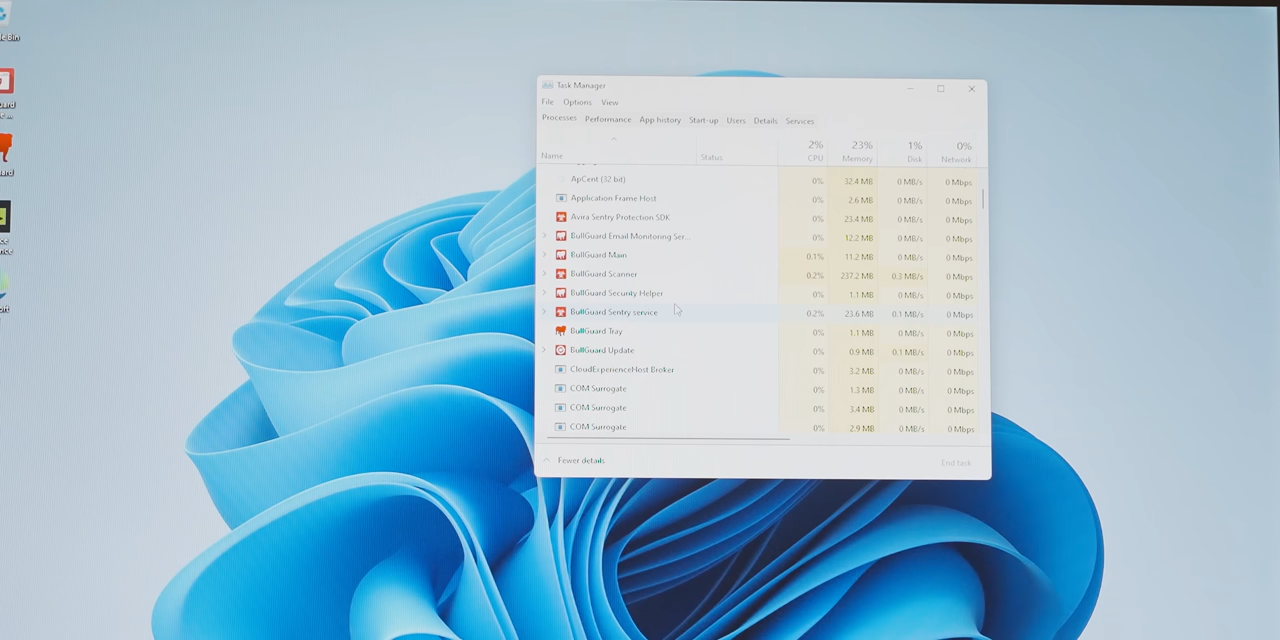 Task Manager
File Options View
Processes Performance App history Start-up Users Details Services
2% 23% 1% 0%
Name Status CPU Memory Disk Network
ApCent (32 bit) 0% 32.4 MB 0 MB/s 0 Mbps
Application Frame Host 0% 2.6 MB 0 MB/s 0 Mbps
Avira Sentry Protection SDK 0% 23.4 MB 0 MB/s 0 Mbps
BullGuard Email Monitoring Ser... 0% 12.2 MB 0 MB/s 0 Mbps
BullGuard Main 0.1% 11.2 MB 0 MB/s 0 Mbps
BullGuard Scanner 0.2% 237.2 MB 0.3 MB/s 0 Mbps
BullGuard Security Helper 0% 1.1 MB 0 MB/s 0 Mbps
BullGuard Sentry service 0.2% 23.6 MB 0.1 MB/s 0 Mbps
BullGuard Tray 0% 1.1 MB 0 MB/s 0 Mbps
BullGuard Update 0% 0.9 MB 0.1 MB/s 0 Mbps
CloudExperienceHost Broker 0% 3.2 MB 0 MB/s 0 Mbps
COM Surrogate 0% 1.3 MB 0 MB/s 0 Mbps
COM Surrogate 0% 3.4 MB 0 MB/s 0 Mbps
COM Surrogate 0% 2.9 MB 0 MB/s 0 Mbps
Fewer details End task